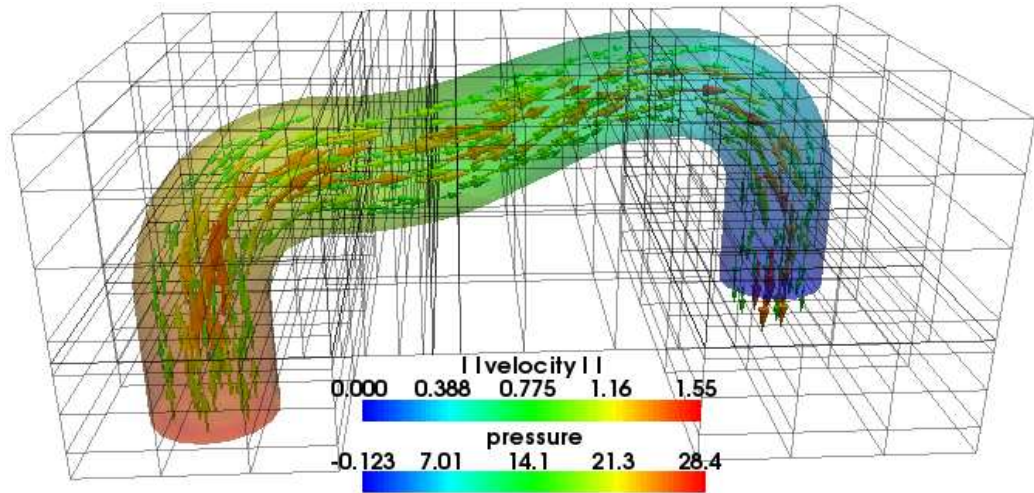 ||velocity||
0.000 0.388 0.775 1.16 1.55
pressure
-0.123 7.01 14.1 21.3 28.4